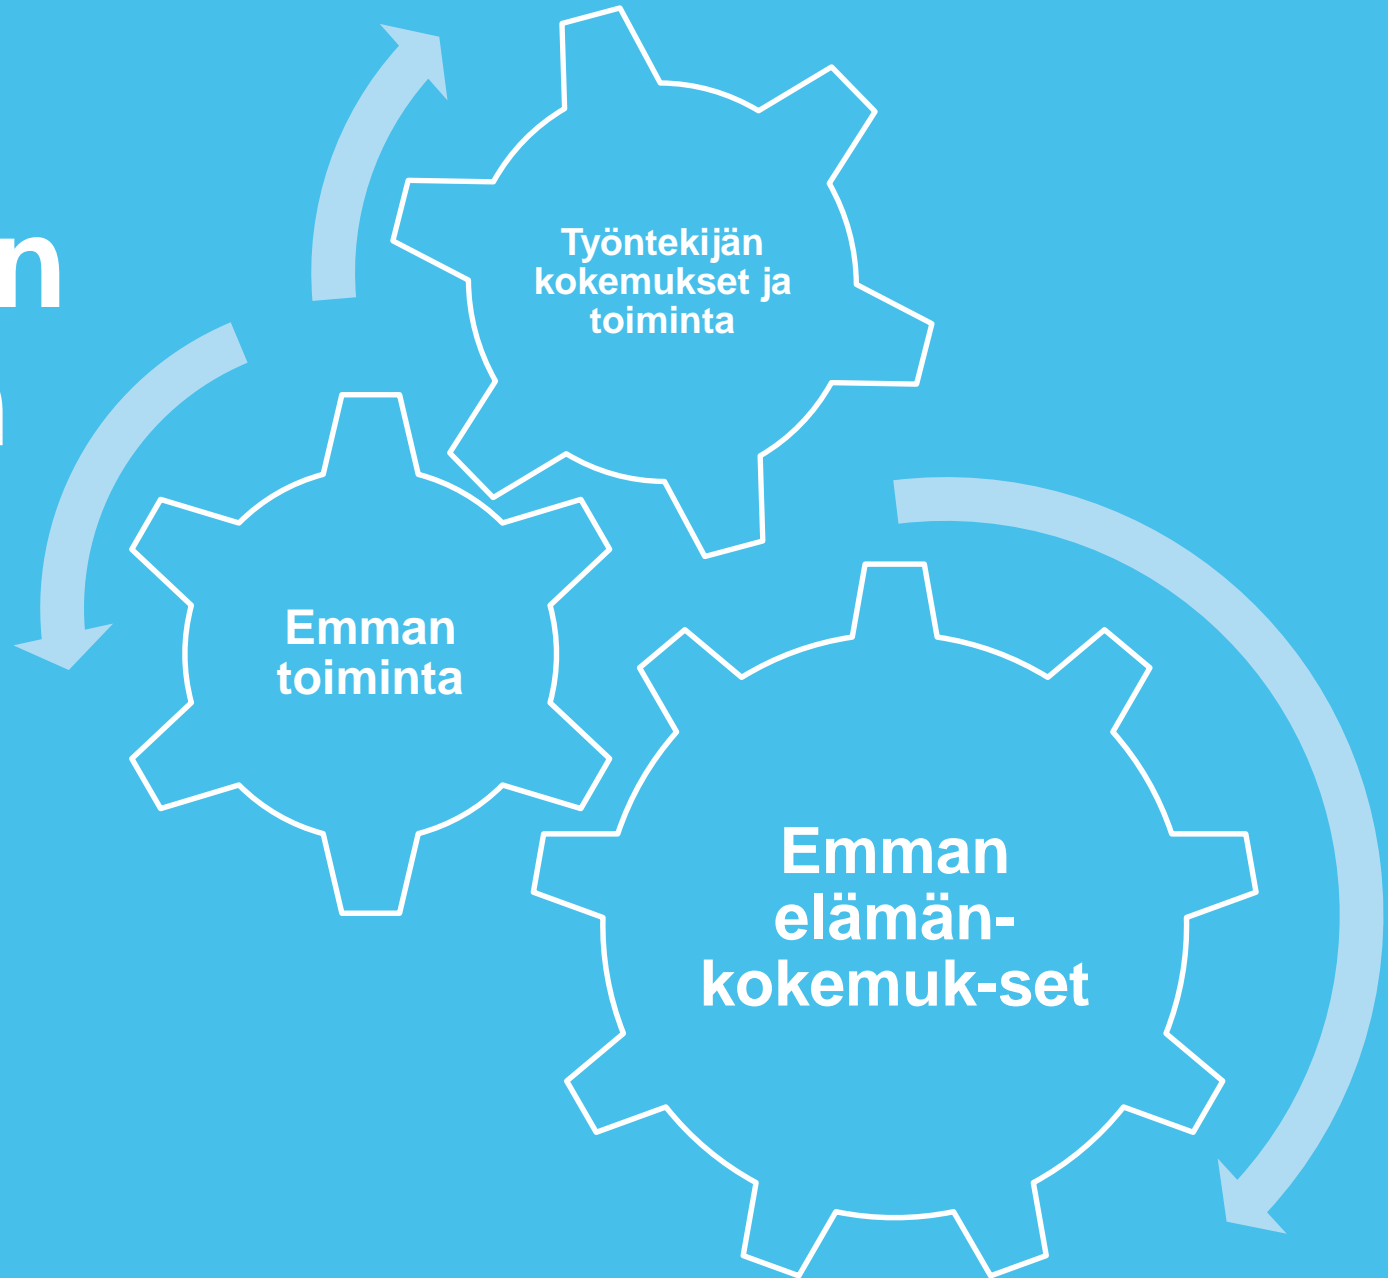 Työntekijän
kokemukset ja
toiminta
Emman
toiminta
Emman
elämän-
kokemuk-set